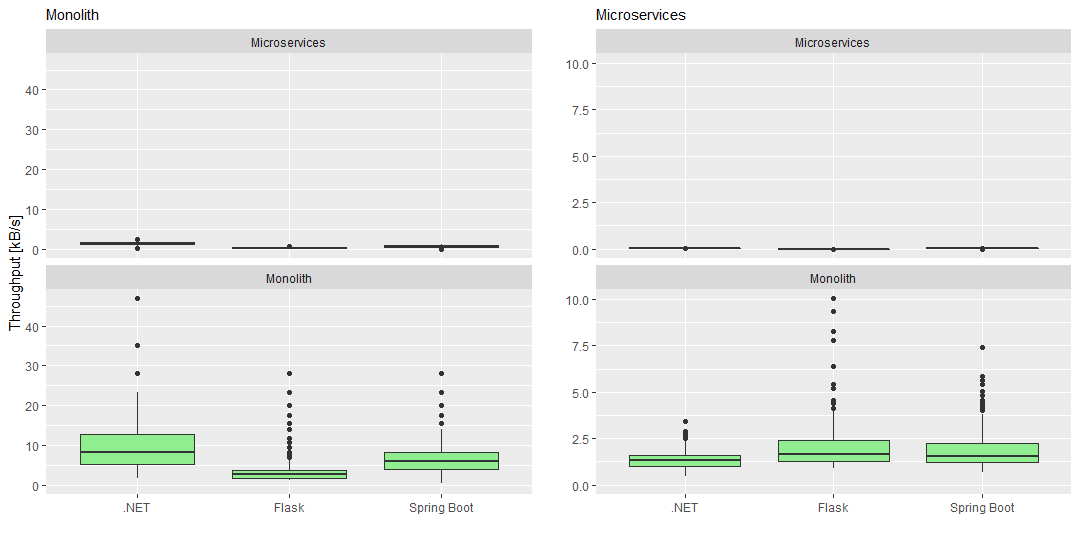 Monolith
Microservices
40
30
20
10
0
Monolith
40
30
20
10
0
.NET Flask Spring Boot
Throughput [kB/s]
Microservices
Microservices
10.0
7.5
5.0
2.5
0.0
Monolith
10.0
7.5
5.0
2.5
0.0
.NET Flask Spring Boot